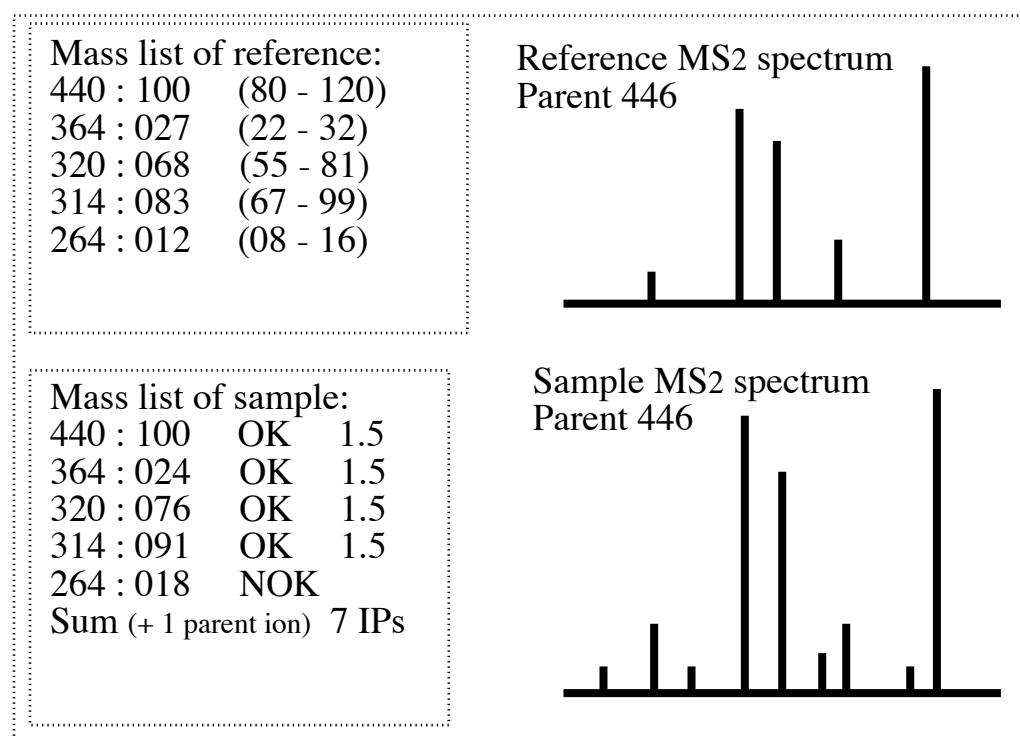 Mass list of reference:
440 : 100 (80 - 120)
364 : 027 (22 - 32)
320 : 068 (55 - 81)
314 : 083 (67 - 99)
264 : 012 (08 - 16)
Reference MS2 spectrum
Parent 446
Mass list of sample:
440 : 100 OK 1.5
364 : 024 OK 1.5
320 : 076 OK 1.5
314 : 091 OK 1.5
264 : 018 NOK
Sum (+ 1 parent ion) 7 IPs
Sample MS2 spectrum
Parent 446